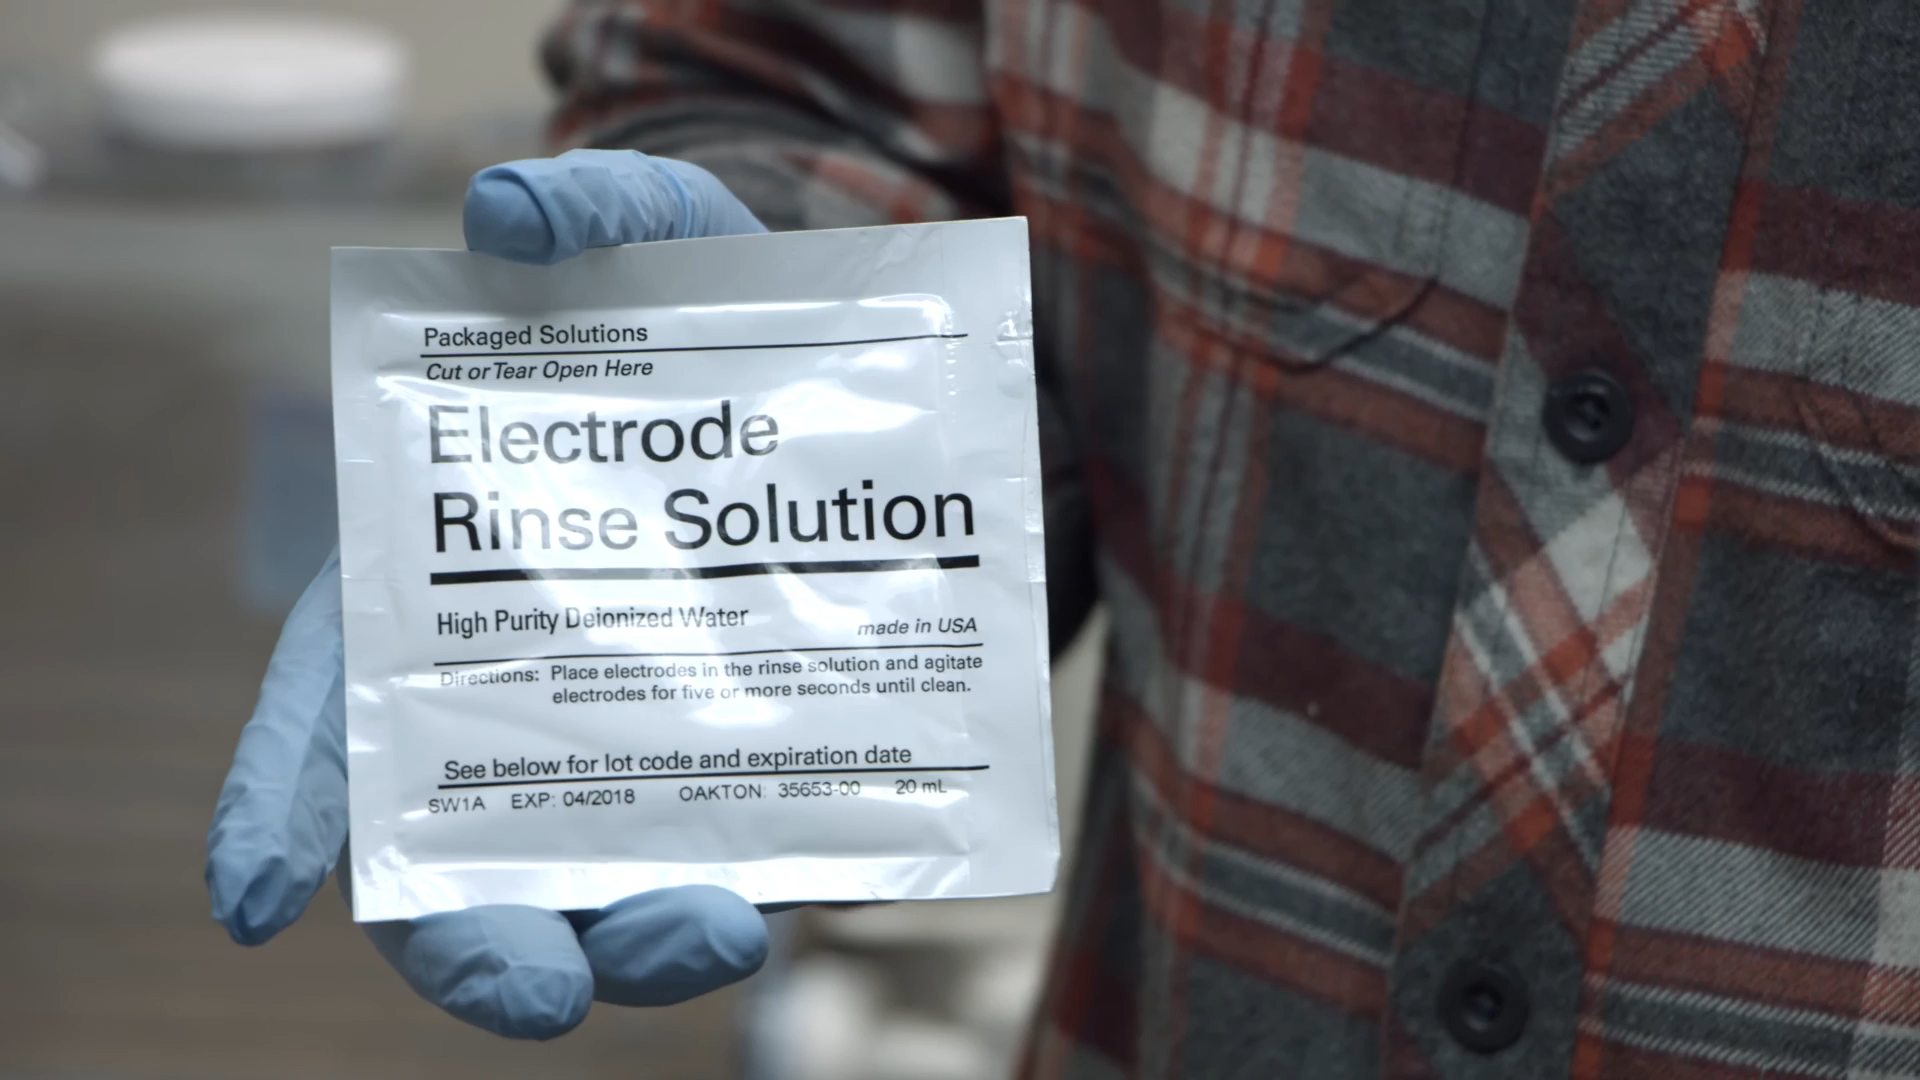 Packaged Solutions
Cut or Tear Open Here
Electrode
Rinse Solution
High Purity Deionized Water
made in USA
Directions: Place electrodes in the rinse solution and agitate
electrodes for five or more seconds until clean.
See below for lot code and expiration date
SW1A EXP: 04/2018 OAKTON: 35653-00 20 mL